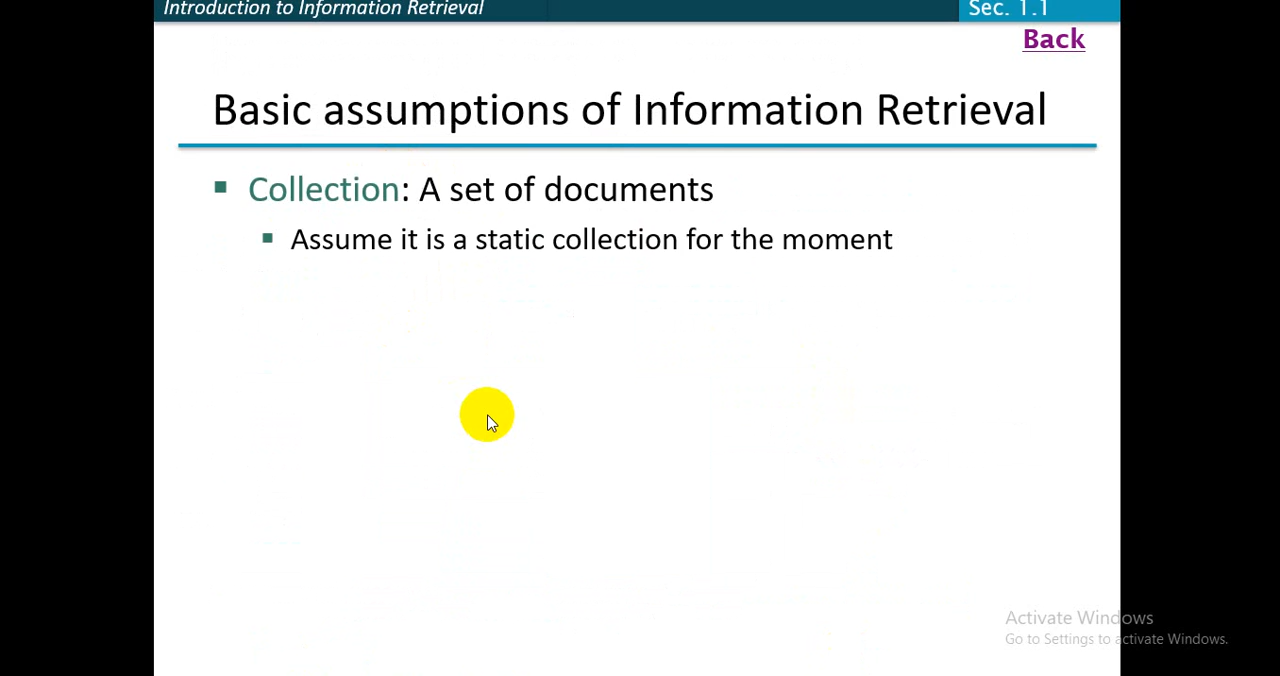 Introduction to Information Retrieval
Sec. 1.1
Back
Basic assumptions of Information Retrieval
Collection: A set of documents
Assume it is a static collection for the moment
Activate Windows
Go to Settings to activate Windows.